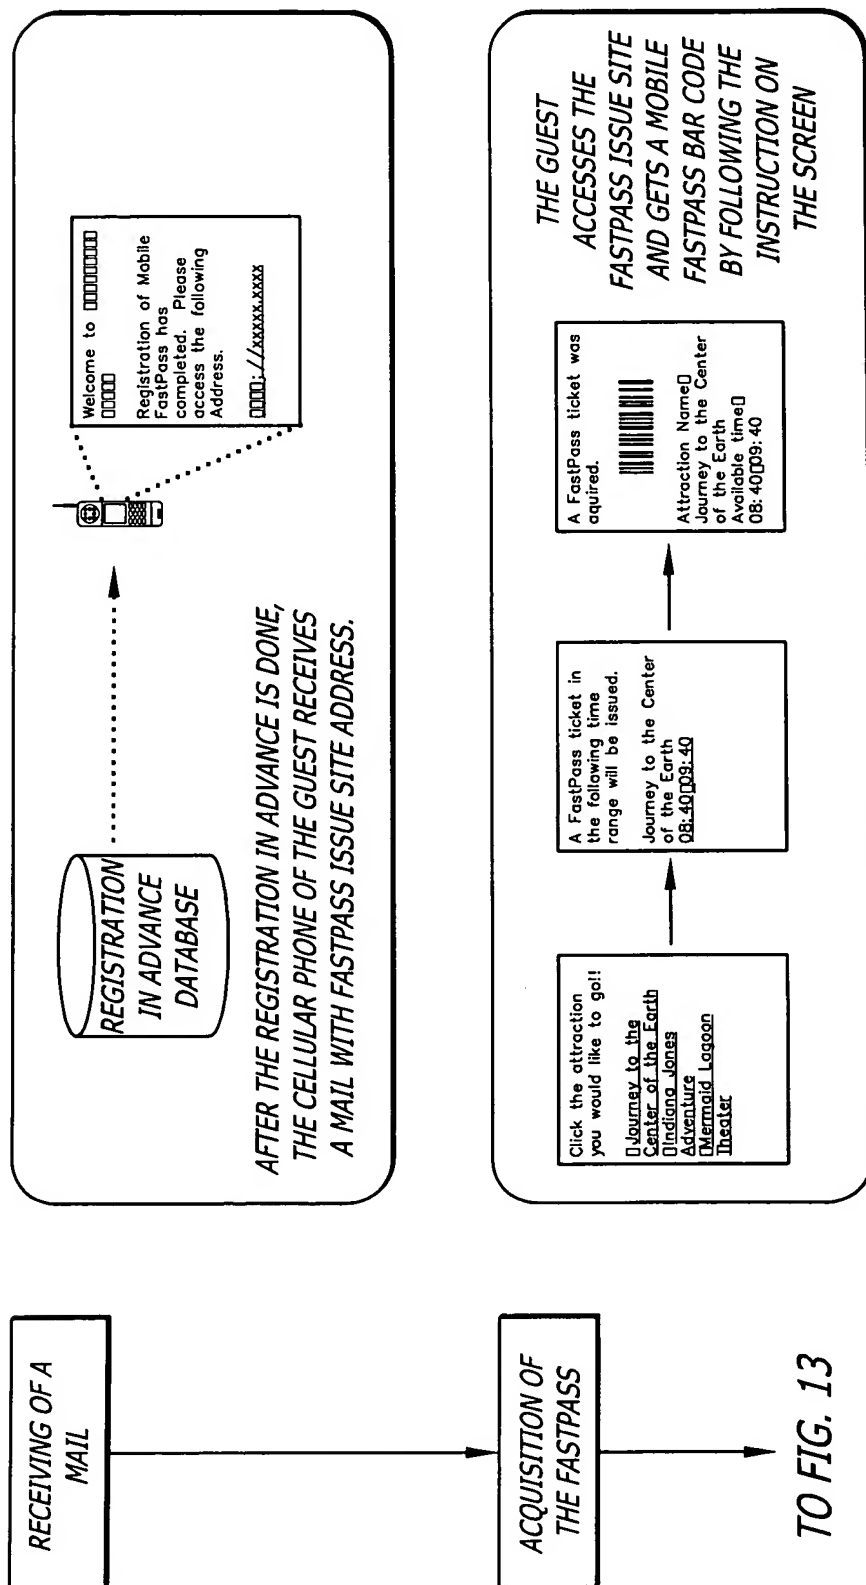 RECEIVING OF A
MAIL
REGISTRATION
IN ADVANCE
DATABASE
Welcome to ▯▯▯▯▯▯▯▯▯▯
▯▯▯▯▯
Registration of Mobile
FastPass has
completed. Please
access the following
Address.
▯▯▯▯;//xxxxx.xxxx
AFTER THE REGISTRATION IN ADVANCE IS DONE,
THE CELLULAR PHONE OF THE GUEST RECEIVES
A MAIL WITH FASTPASS ISSUE SITE ADDRESS.
ACQUISITION OF
THE FASTPASS
Click the attraction
you would like to go!!
▯Journey to the
Center of the Earth
▯Indiana Jones
Adventure
▯Mermaid Lagoon
Theater
A FastPass ticket in
the following time
range will be issued.
Journey to the Center
of the Earth
08:40▯09:40
A FastPass ticket was
aquired.
Attraction Name▯
Journey to the Center
of the Earth
Available time▯
08:40▯09:40
THE GUEST
ACCESSES THE
FASTPASS ISSUE SITE
AND GETS A MOBILE
FASTPASS BAR CODE
BY FOLLOWING THE
INSTRUCTION ON
THE SCREEN
TO FIG. 13